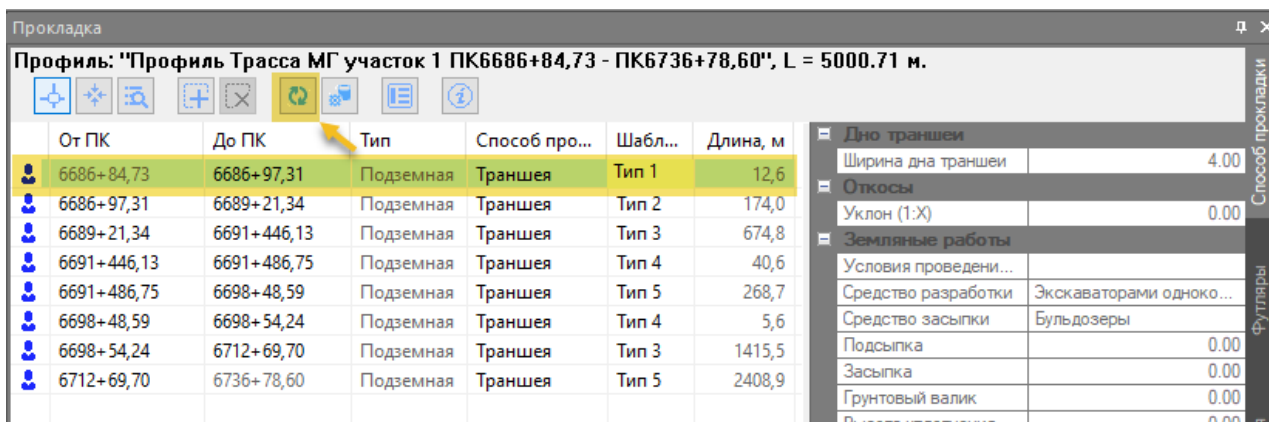 Прокладка
Профиль: "Профиль Трасса МГ участок 1 ПК6686+84,73 - ПК6736+78,60", L = 5000.71 м.
От ПК До ПК Тип Способ про... Шабл... Длина, м
6686+84,73 6686+97,31 Подземная Траншея Тип 1 12,6
6686+97,31 6689+21,34 Подземная Траншея Тип 2 174,0
6689+21,34 6691+446,13 Подземная Траншея Тип 3 674,8
6691+446,13 6691+486,75 Подземная Траншея Тип 4 40,6
6691+486,75 6698+48,59 Подземная Траншея Тип 5 268,7
6698+48,59 6698+54,24 Подземная Траншея Тип 4 5,6
6698+54,24 6712+69,70 Подземная Траншея Тип 3 1415,5
6712+69,70 6736+78,60 Подземная Траншея Тип 5 2408,9
Дно траншеи
Ширина дна траншеи 4.00
Откосы
Уклон (1:X) 0.00
Земляные работы
Условия проведени...
Средство разработки Экскаваторами одноко...
Средство засыпки Бульдозеры
Подсыпка 0.00
Засыпка 0.00
Грунтовый валик 0.00
Способ прокладки
Футляры